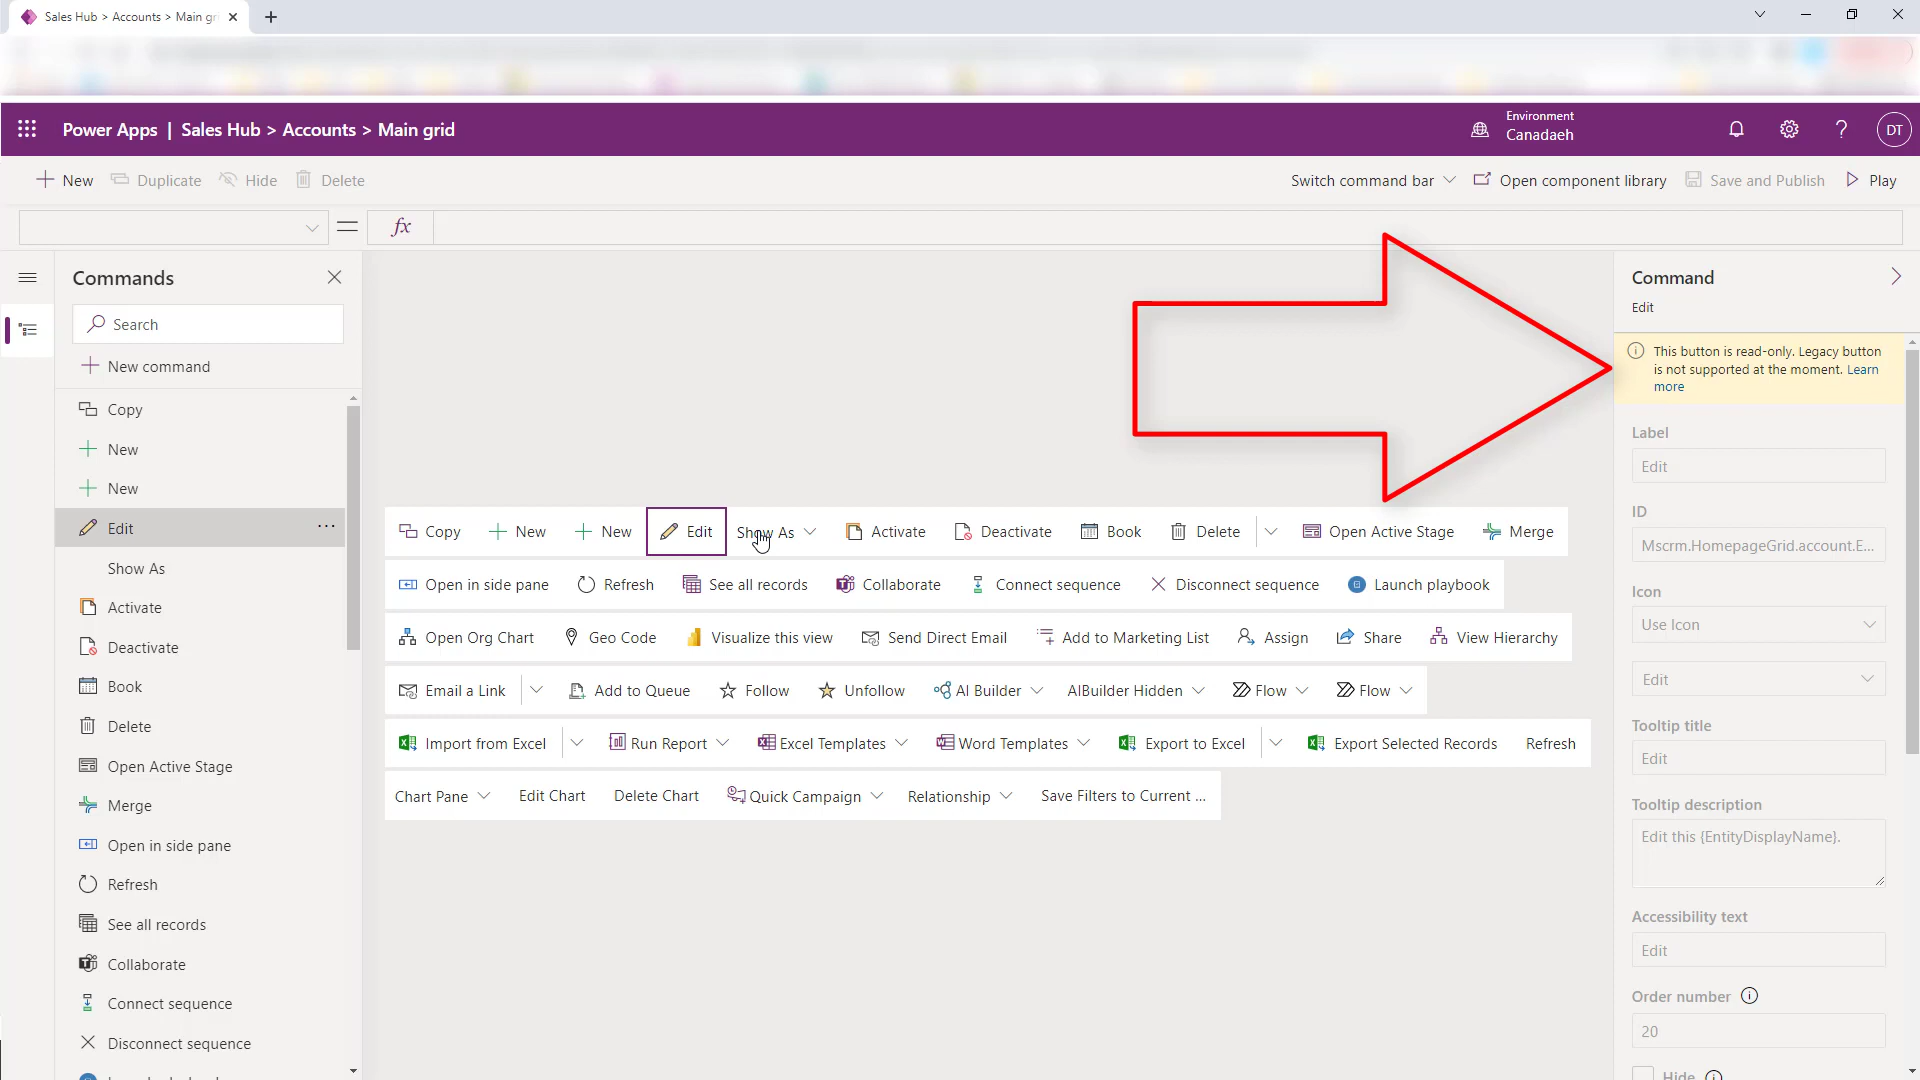 Sales Hub > Accounts > Main gr
Power Apps | Sales Hub > Accounts > Main grid
Environment
Canadaeh
DT
New Duplicate Hide Delete
Switch command bar Open component library Save and Publish Play
fx
Commands
Search
New command
Copy
New
New
Edit
Show As
Activate
Deactivate
Book
Delete
Open Active Stage
Merge
Open in side pane
Refresh
See all records
Collaborate
Connect sequence
Disconnect sequence
Copy New New Edit Show As Activate Deactivate Book Delete Open Active Stage Merge
Open in side pane Refresh See all records Collaborate Connect sequence Disconnect sequence Launch playbook
Open Org Chart Geo Code Visualize this view Send Direct Email Add to Marketing List Assign Share View Hierarchy
Email a Link Add to Queue Follow Unfollow AI Builder AIBuilder Hidden Flow Flow
Import from Excel Run Report Excel Templates Word Templates Export to Excel Export Selected Records Refresh
Chart Pane Edit Chart Delete Chart Quick Campaign Relationship Save Filters to Current ...
Command
Edit
This button is read-only. Legacy button
is not supported at the moment. Learn
more
Label
Edit
ID
Mscrm.HomepageGrid.account.E...
Icon
Use Icon
Edit
Tooltip title
Edit
Tooltip description
Edit this {EntityDisplayName}.
Accessibility text
Edit
Order number
20
Hide